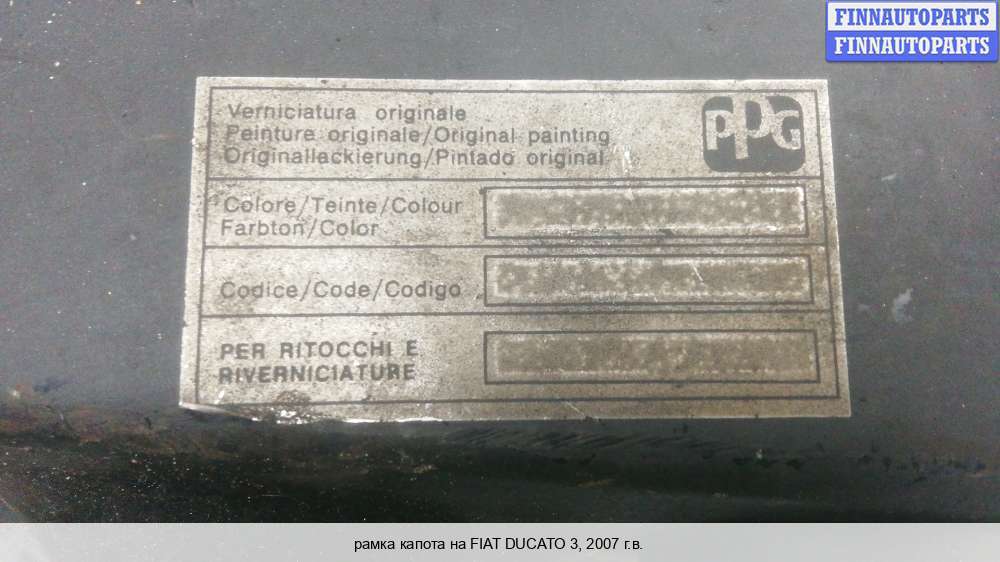 FINNAUTOPARTS
FINNAUTOPARTS
Verniciatura originale
Peinture originale/Original painting
Originallackierung/Pintado original
PPG
Colore/Teinte/Colour
Farbton/Color
Codice/Code/Codigo
PER RITOCCHI E
RIVERNICIATURE
рамка капота на FIAT DUCATO 3, 2007 г.в.